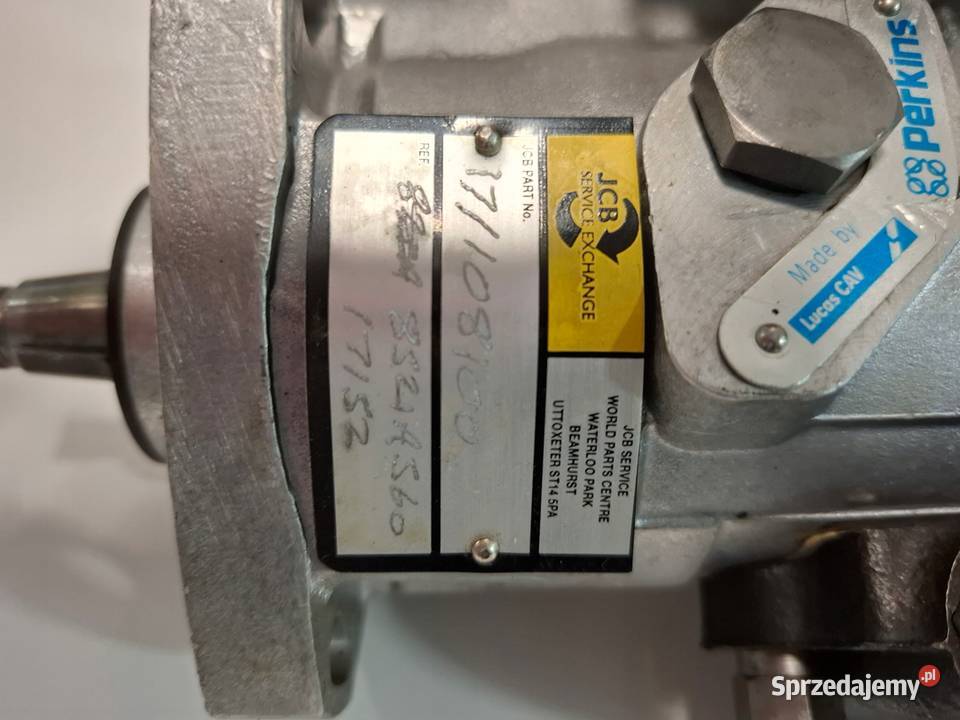 JCB
SERVICE EXCHANGE
JCB SERVICE
WORLD PARTS CENTRE
WATERLOO PARK
BEAMHURST
UTTOXETER ST14 5PA
JCB PART No.
17/108100
REF.
8524A560
17152
Perkins
Made by
Lucas CAV
Sprzedajemy.pl